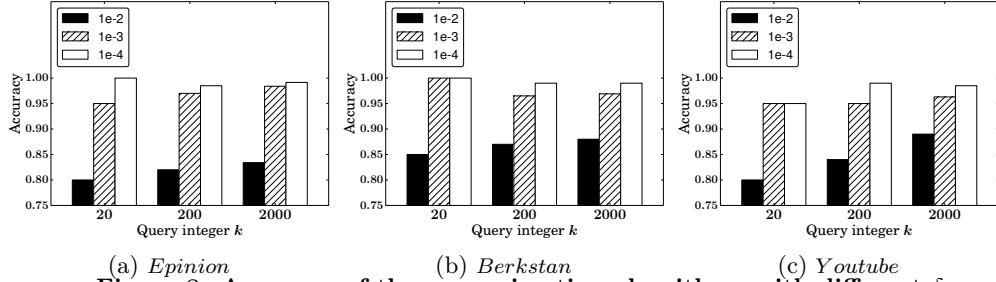 1e-2
1e-3
1e-4
1.00
0.95
0.90
0.85
0.80
0.75
Accuracy
20 200 2000
Query integer k
(a) Epinion
1e-2
1e-3
1e-4
1.00
0.95
0.90
0.85
0.80
0.75
Accuracy
20 200 2000
Query integer k
(b) Berkstan
1e-2
1e-3
1e-4
1.00
0.95
0.90
0.85
0.80
0.75
Accuracy
20 200 2000
Query integer k
(c) Youtube